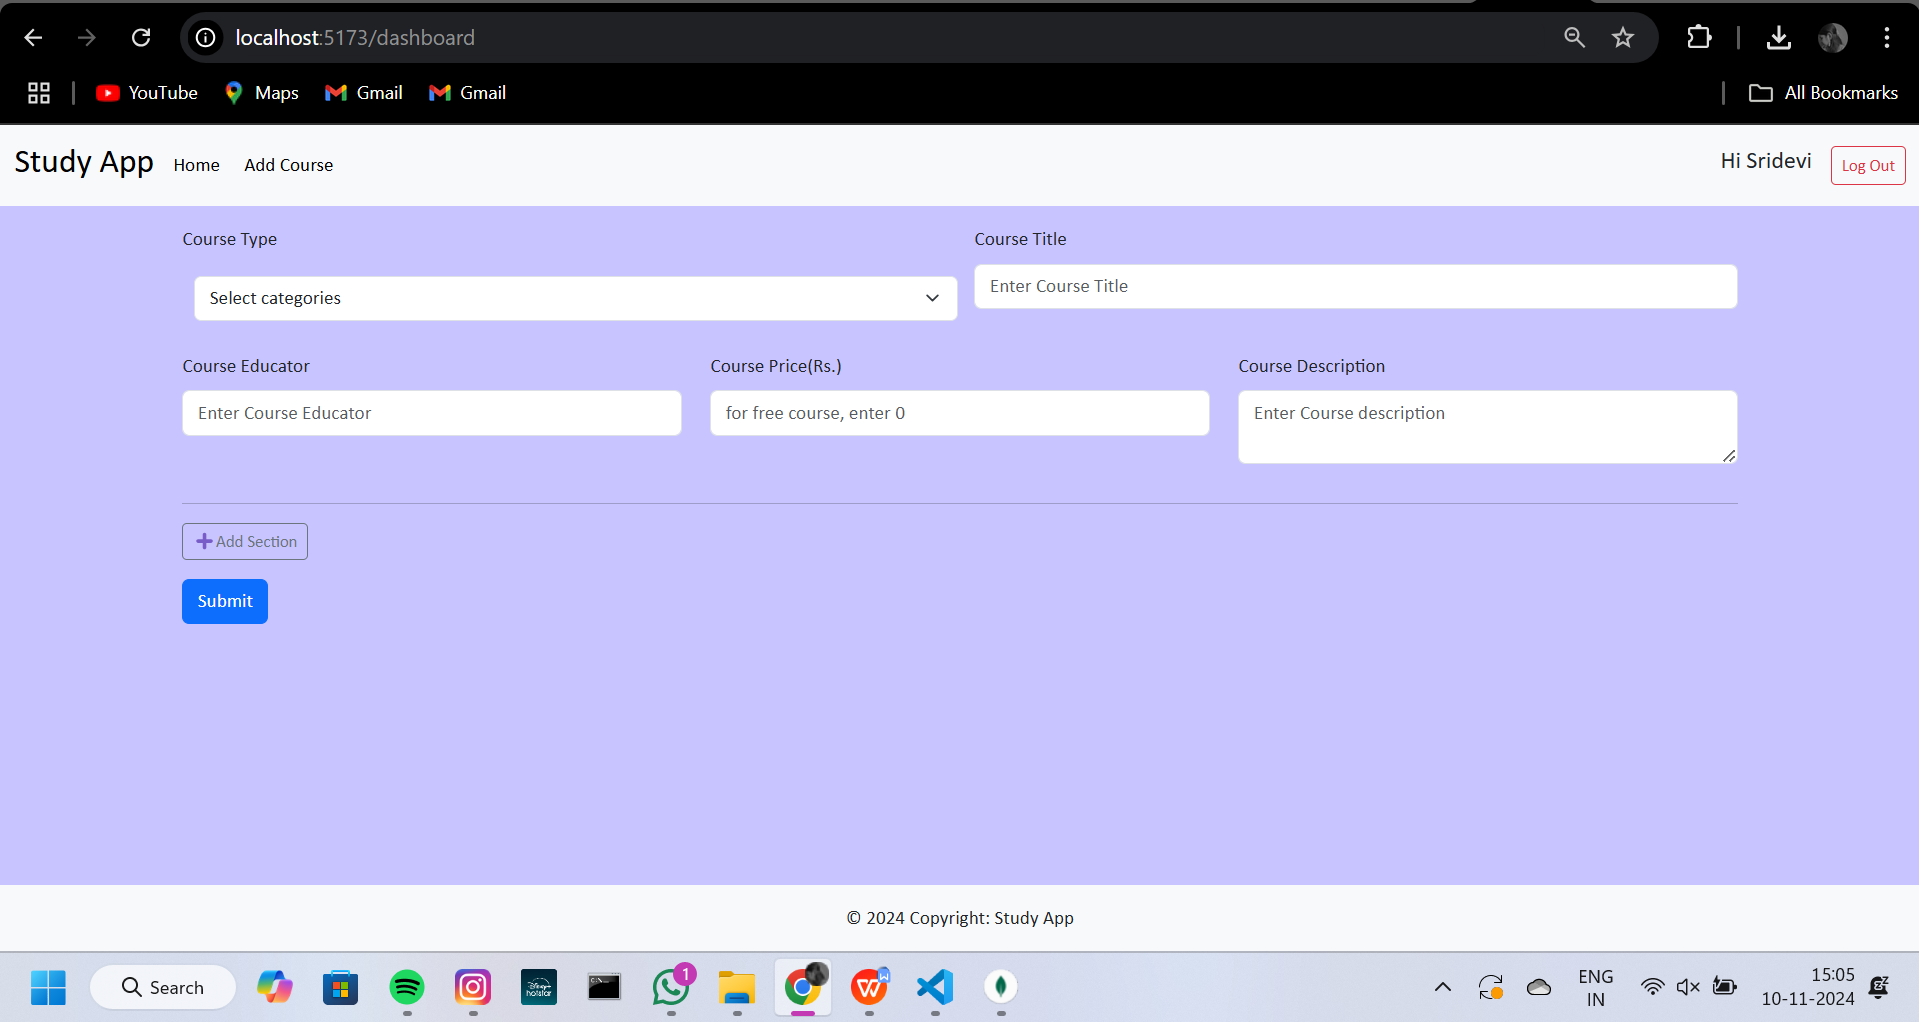 localhost:5173/dashboard
YouTube Maps Gmail Gmail All Bookmarks
Study App Home Add Course Hi Sridevi Log Out
Course Type Course Title
Select categories Enter Course Title
Course Educator Course Price(Rs.) Course Description
Enter Course Educator for free course, enter 0 Enter Course description
Add Section
Submit
© 2024 Copyright: Study App
Search 1 ENG 15:05
IN 10-11-2024